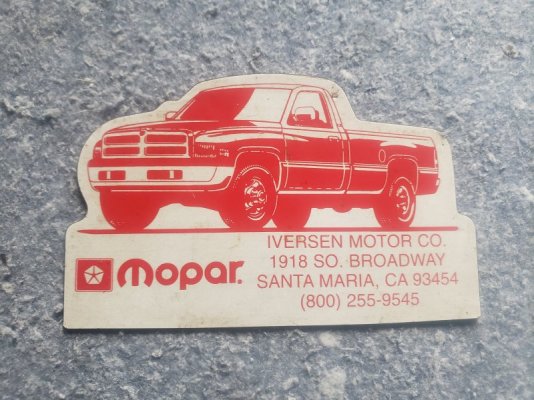 IVERSEN MOTOR CO.
1918 SO. BROADWAY
SANTA MARIA, CA 93454
(800) 255-9545
mopar.